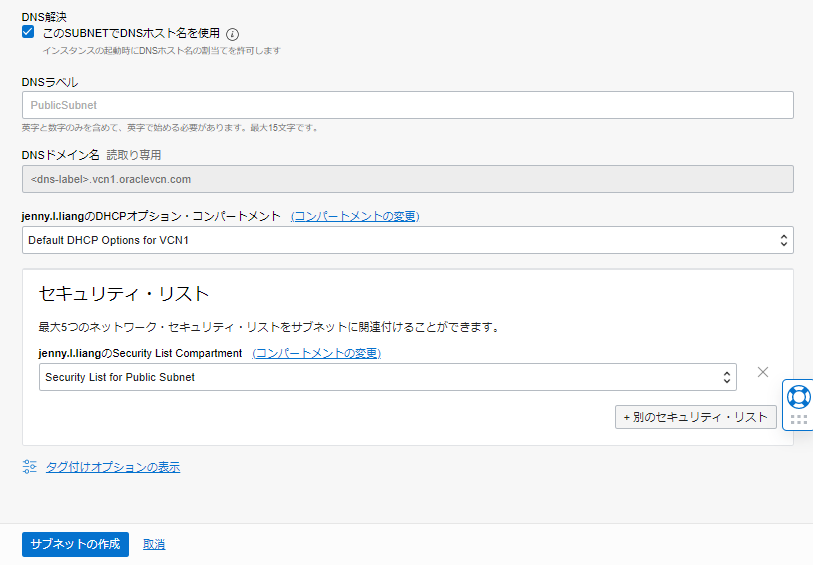 DNS解決
このSUBNETでDNSホスト名を使用 i
インスタンスの起動時にDNSホスト名の割当てを許可します
DNSラベル
PublicSubnet
英字と数字のみを含めて、英字で始める必要があります。最大15文字です。
DNSドメイン名 読取り専用
<dns-label>.vcn1.oraclevcn.com
jenny.l.liangのDHCPオプション・コンパートメント (コンパートメントの変更)
Default DHCP Options for VCN1
セキュリティ・リスト
最大5つのネットワーク・セキュリティ・リストをサブネットに関連付けることができます。
jenny.l.liangのSecurity List Compartment (コンパートメントの変更)
Security List for Public Subnet
+ 別のセキュリティ・リスト
タグ付けオプションの表示
サブネットの作成 取消